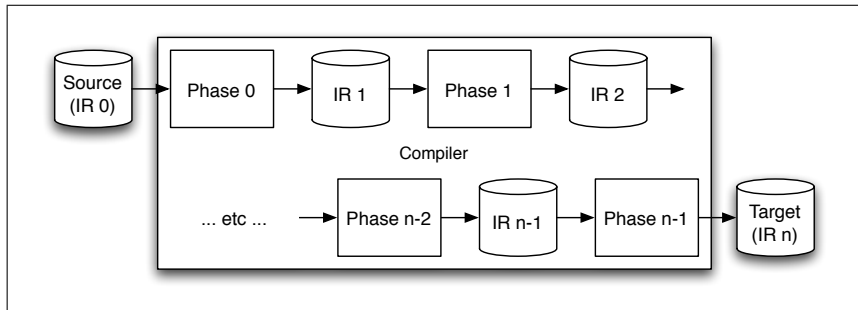 Source
(IR 0)
Phase 0
IR 1
Phase 1
IR 2
Compiler
... etc ...
Phase n-2
IR n-1
Phase n-1
Target
(IR n)